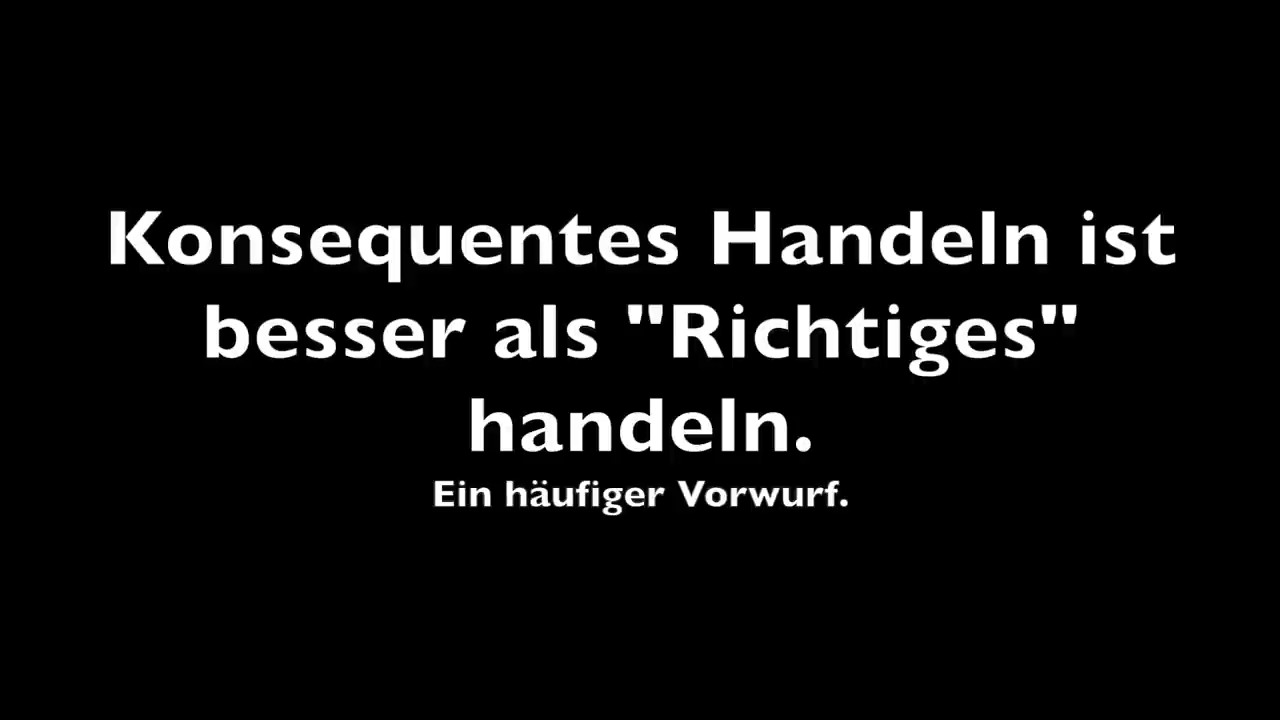 Konsequentes Handeln ist
besser als "Richtiges"
handeln.
Ein häufiger Vorwurf.